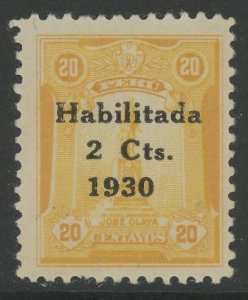 PERU
20 20
Habilitada
2 Cts.
1930
JOSE OLAYA
20 CENTAVOS 20